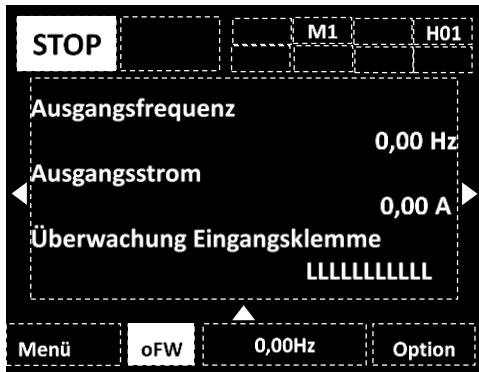 STOP M1 H01
Ausgangsfrequenz
0,00 Hz
Ausgangsstrom
0,00 A
Überwachung Eingangsklemme
LLLLLLLLLLL
Menü oFW 0,00Hz Option